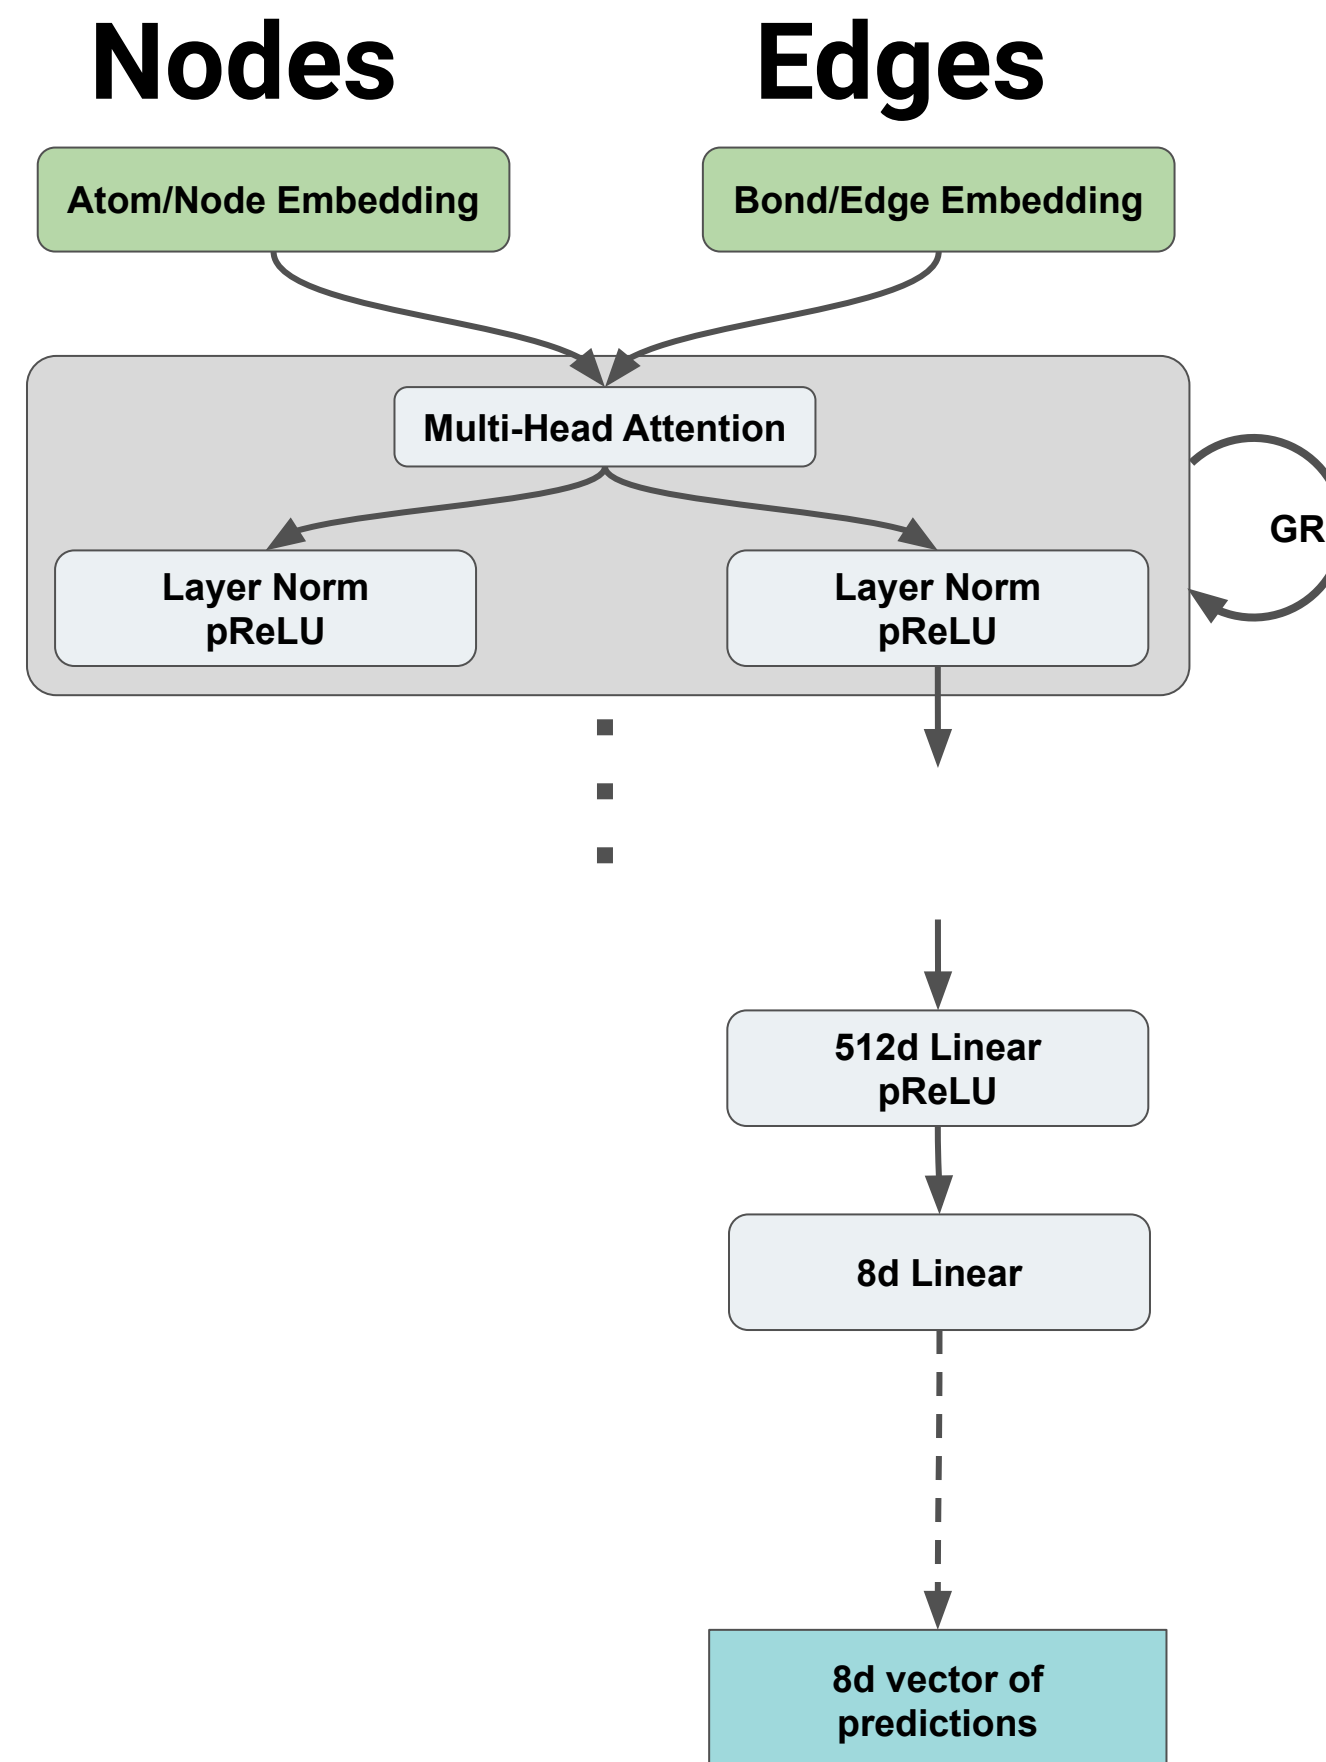 Nodes
Edges
Atom/Node Embedding
Bond/Edge Embedding
Multi-Head Attention
GR
Layer Norm
pReLU
Layer Norm
pReLU
512d Linear
pReLU
8d Linear
8d vector of
predictions